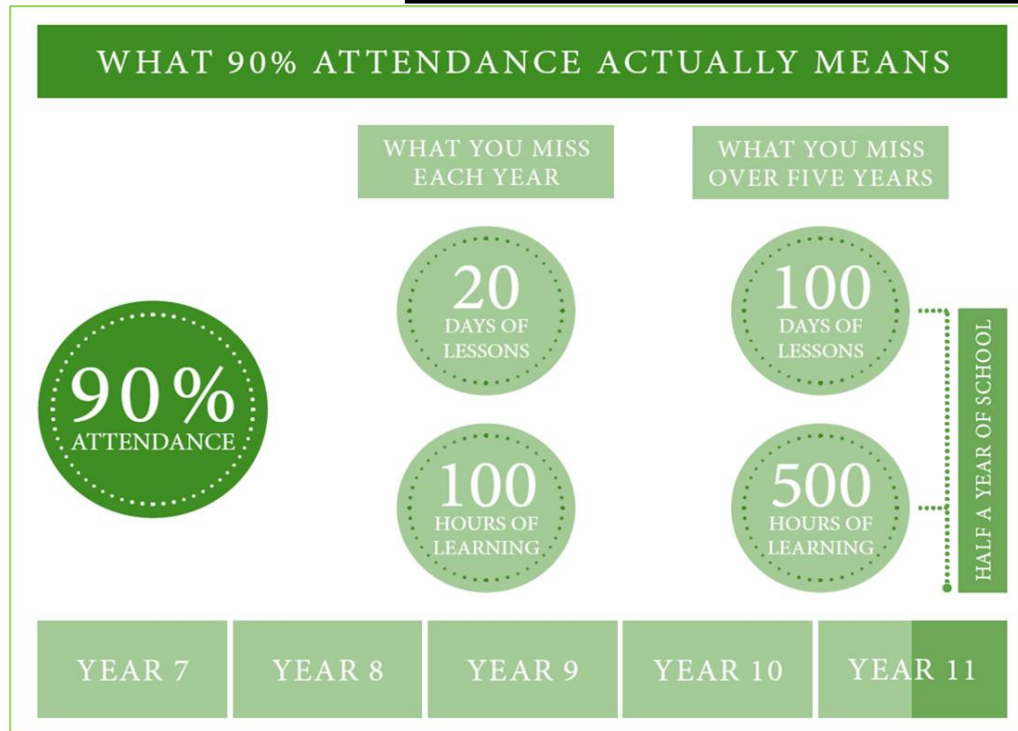 WHAT 90% ATTENDANCE ACTUALLY MEANS
WHAT YOU MISS
EACH YEAR
WHAT YOU MISS
OVER FIVE YEARS
90%
ATTENDANCE
20
DAYS OF
LESSONS
100
DAYS OF
LESSONS
100
HOURS OF
LEARNING
500
HOURS OF
LEARNING
HALF A YEAR OF SCHOOL
YEAR 7
YEAR 8
YEAR 9
YEAR 10
YEAR 11